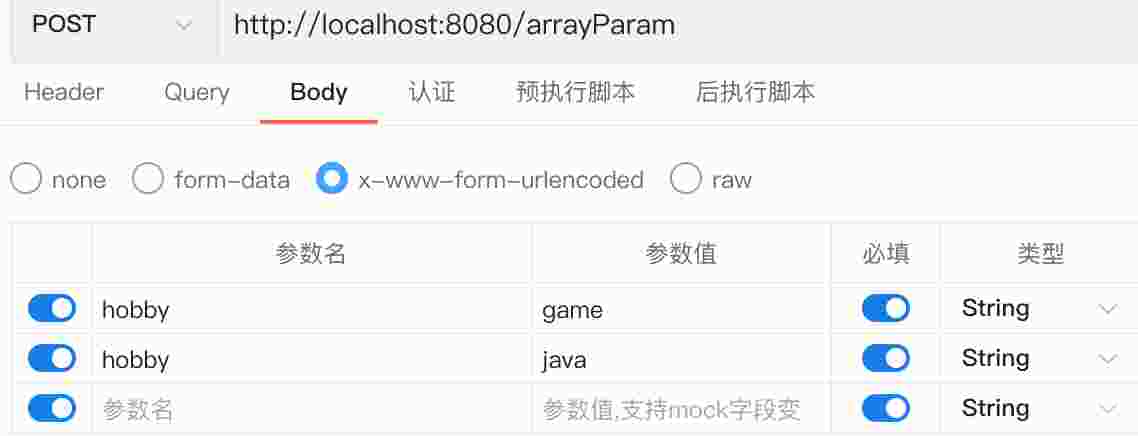 POST http://localhost:8080/arrayParam
Header Query Body 认证 预执行脚本 后执行脚本
none form-data x-www-form-urlencoded raw
参数名 参数值 必填 类型
hobby game String
hobby java String
参数名 参数值,支持mock字段变 String